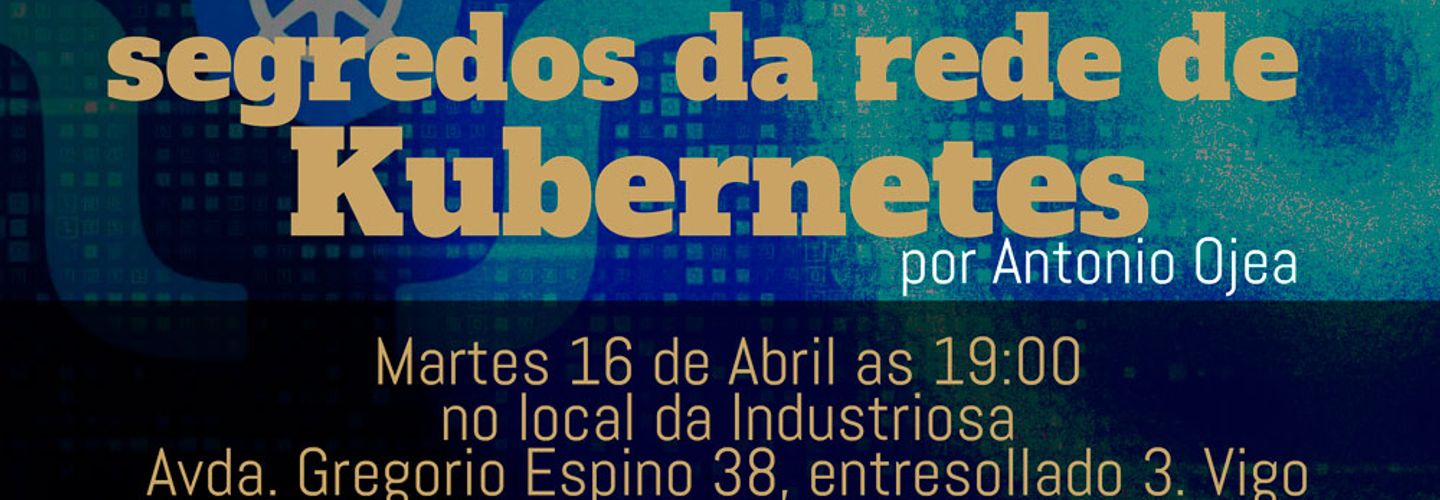 segredos da rede de
Kubernetes
por Antonio Ojea
Martes 16 de Abril as 19:00
no local da Industriosa
Avda. Gregorio Espino 38, entresollado 3. Vigo